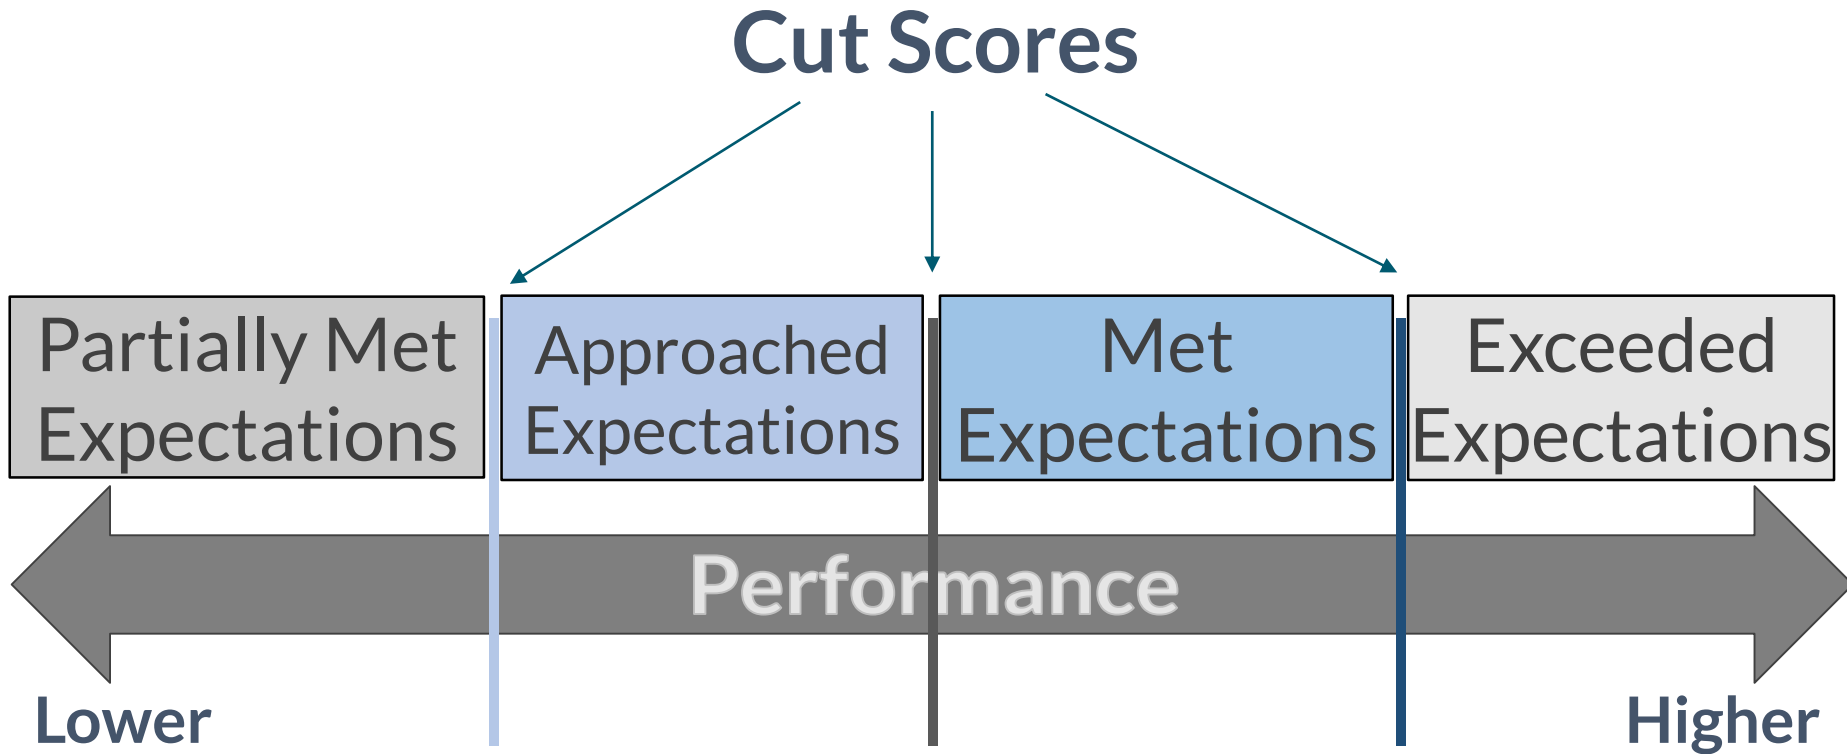 Cut Scores
Partially Met
Expectations
Approached
Expectations
Met
Expectations
Exceeded
Expectations
Performance
Lower
Higher